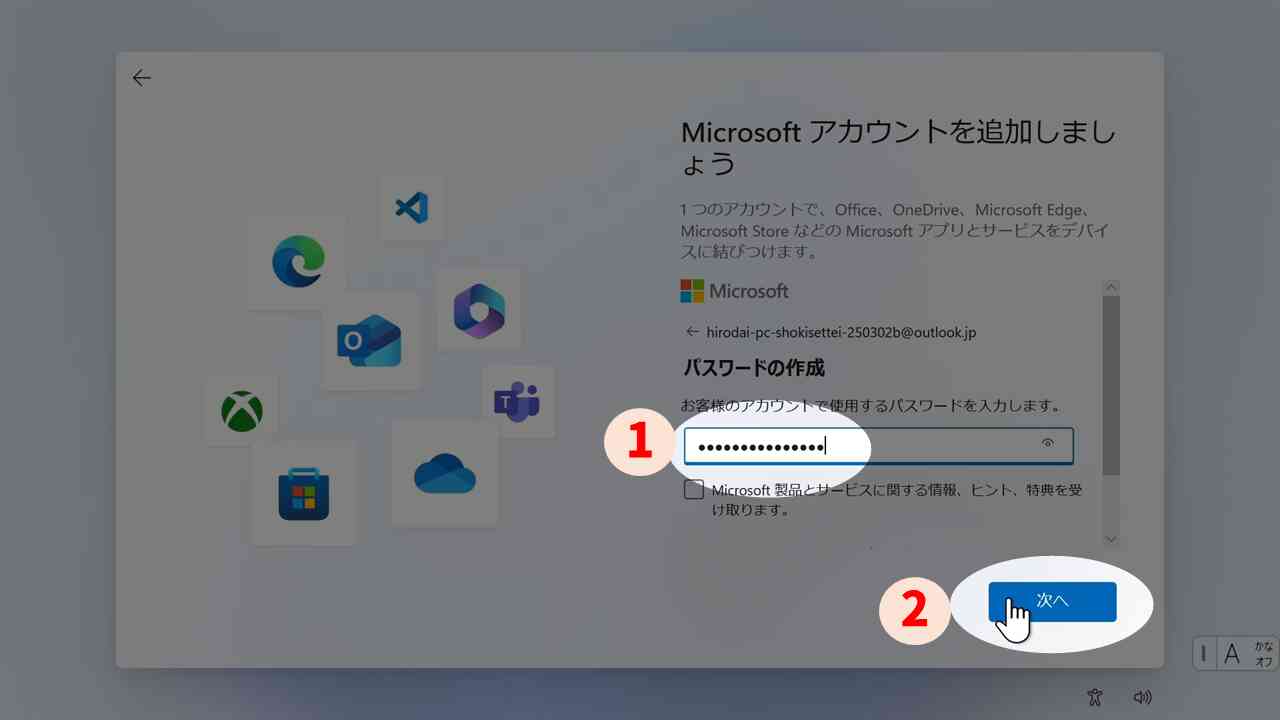 Microsoft アカウントを追加しまし
ょう
1 つのアカウントで、Office、OneDrive、Microsoft Edge、
Microsoft Store などの Microsoft アプリとサービスをデバイ
スに結びつけます。
Microsoft
← hirodai-pc-shokisettei-250302b@outlook.jp
パスワードの作成
お客様のアカウントで使用するパスワードを入力します。
1
●●●●●●●●●●●●●●●
Microsoft 製品とサービスに関する情報、ヒント、特典を受
け取ります。
2
次へ
A
かな
オフ